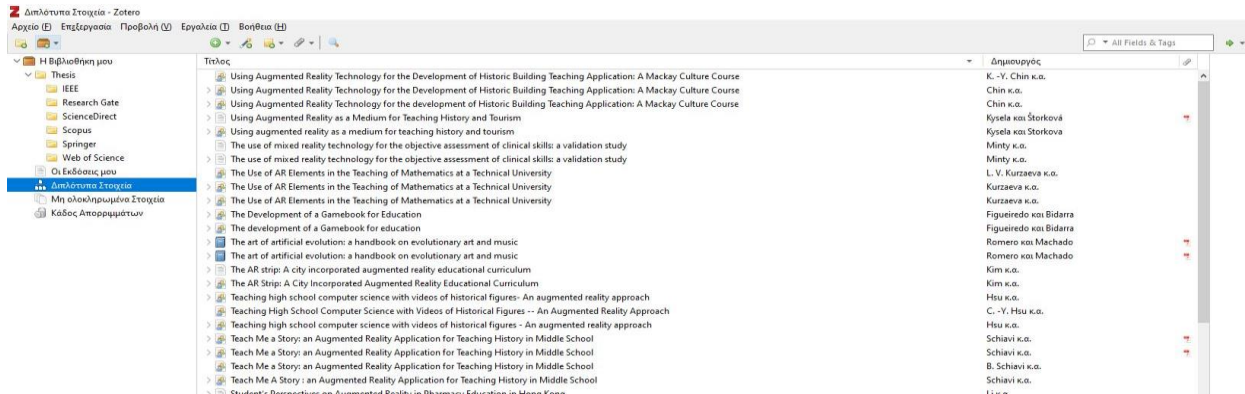 Διπλότυπα Στοιχεία - Zotero
Αρχείο (F) Επεξεργασία Προβολή (V) Εργαλεία (T) Βοήθεια (H)
All Fields & Tags
Η Βιβλιοθήκη μου
Thesis
IEEE
Research Gate
ScienceDirect
Scopus
Springer
Web of Science
Οι Εκδόσεις μου
Διπλότυπα Στοιχεία
Μη ολοκληρωμένα Στοιχεία
Κάδος Απορριμμάτων
Τίτλος Δημιουργός
Using Augmented Reality Technology for the Development of Historic Building Teaching Application: A Mackay Culture Course K. -Y. Chin κ.α.
Using Augmented Reality Technology for the Development of Historic Building Teaching Application: A Mackay Culture Course Chin κ.α.
Using Augmented Reality Technology for the development of Historic Building Teaching Application: A Mackay Culture Course Chin κ.α.
Using Augmented Reality as a Medium for Teaching History and Tourism Kysela και Štorková
Using augmented reality as a medium for teaching history and tourism Kysela και Storkova
The use of mixed reality technology for the objective assessment of clinical skills: a validation study Minty κ.α.
The use of mixed reality technology for the objective assessment of clinical skills: a validation study Minty κ.α.
The Use of AR Elements in the Teaching of Mathematics at a Technical University L. V. Kurzaeva κ.α.
The Use of AR Elements in the Teaching of Mathematics at a Technical University Kurzaeva κ.α.
The Use of AR Elements in the Teaching of Mathematics at a Technical University Kurzaeva κ.α.
The Development of a Gamebook for Education Figueiredo και Bidarra
The development of a Gamebook for education Figueiredo και Bidarra
The art of artificial evolution: a handbook on evolutionary art and music Romero και Machado
The art of artificial evolution: a handbook on evolutionary art and music Romero και Machado
The AR strip: A city incorporated augmented reality educational curriculum Kim κ.α.
The AR Strip: A City Incorporated Augmented Reality Educational Curriculum Kim κ.α.
Teaching high school computer science with videos of historical figures- An augmented reality approach Hsu κ.α.
Teaching High School Computer Science with Videos of Historical Figures -- An Augmented Reality Approach C. -Y. Hsu κ.α.
Teaching high school computer science with videos of historical figures - An augmented reality approach Hsu κ.α.
Teach Me a Story: an Augmented Reality Application for Teaching History in Middle School Schiavi κ.α.
Teach Me a Story: an Augmented Reality Application for Teaching History in Middle School Schiavi κ.α.
Teach Me a Story: an Augmented Reality Application for Teaching History in Middle School B. Schiavi κ.α.
Teach Me A Story : an Augmented Reality Application for Teaching History in Middle School Schiavi κ.α.
Student's Perspectives on Augmented Reality in Pharmacy Education in Hong Kong Li κ.α.